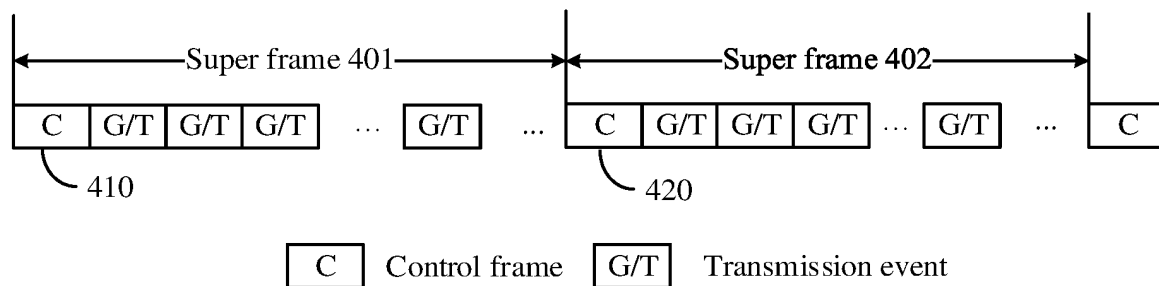 Super frame 401 Super frame 402
C G/T G/T G/T ... G/T ... C G/T G/T G/T ... G/T ... C
410 420
C Control frame G/T Transmission event